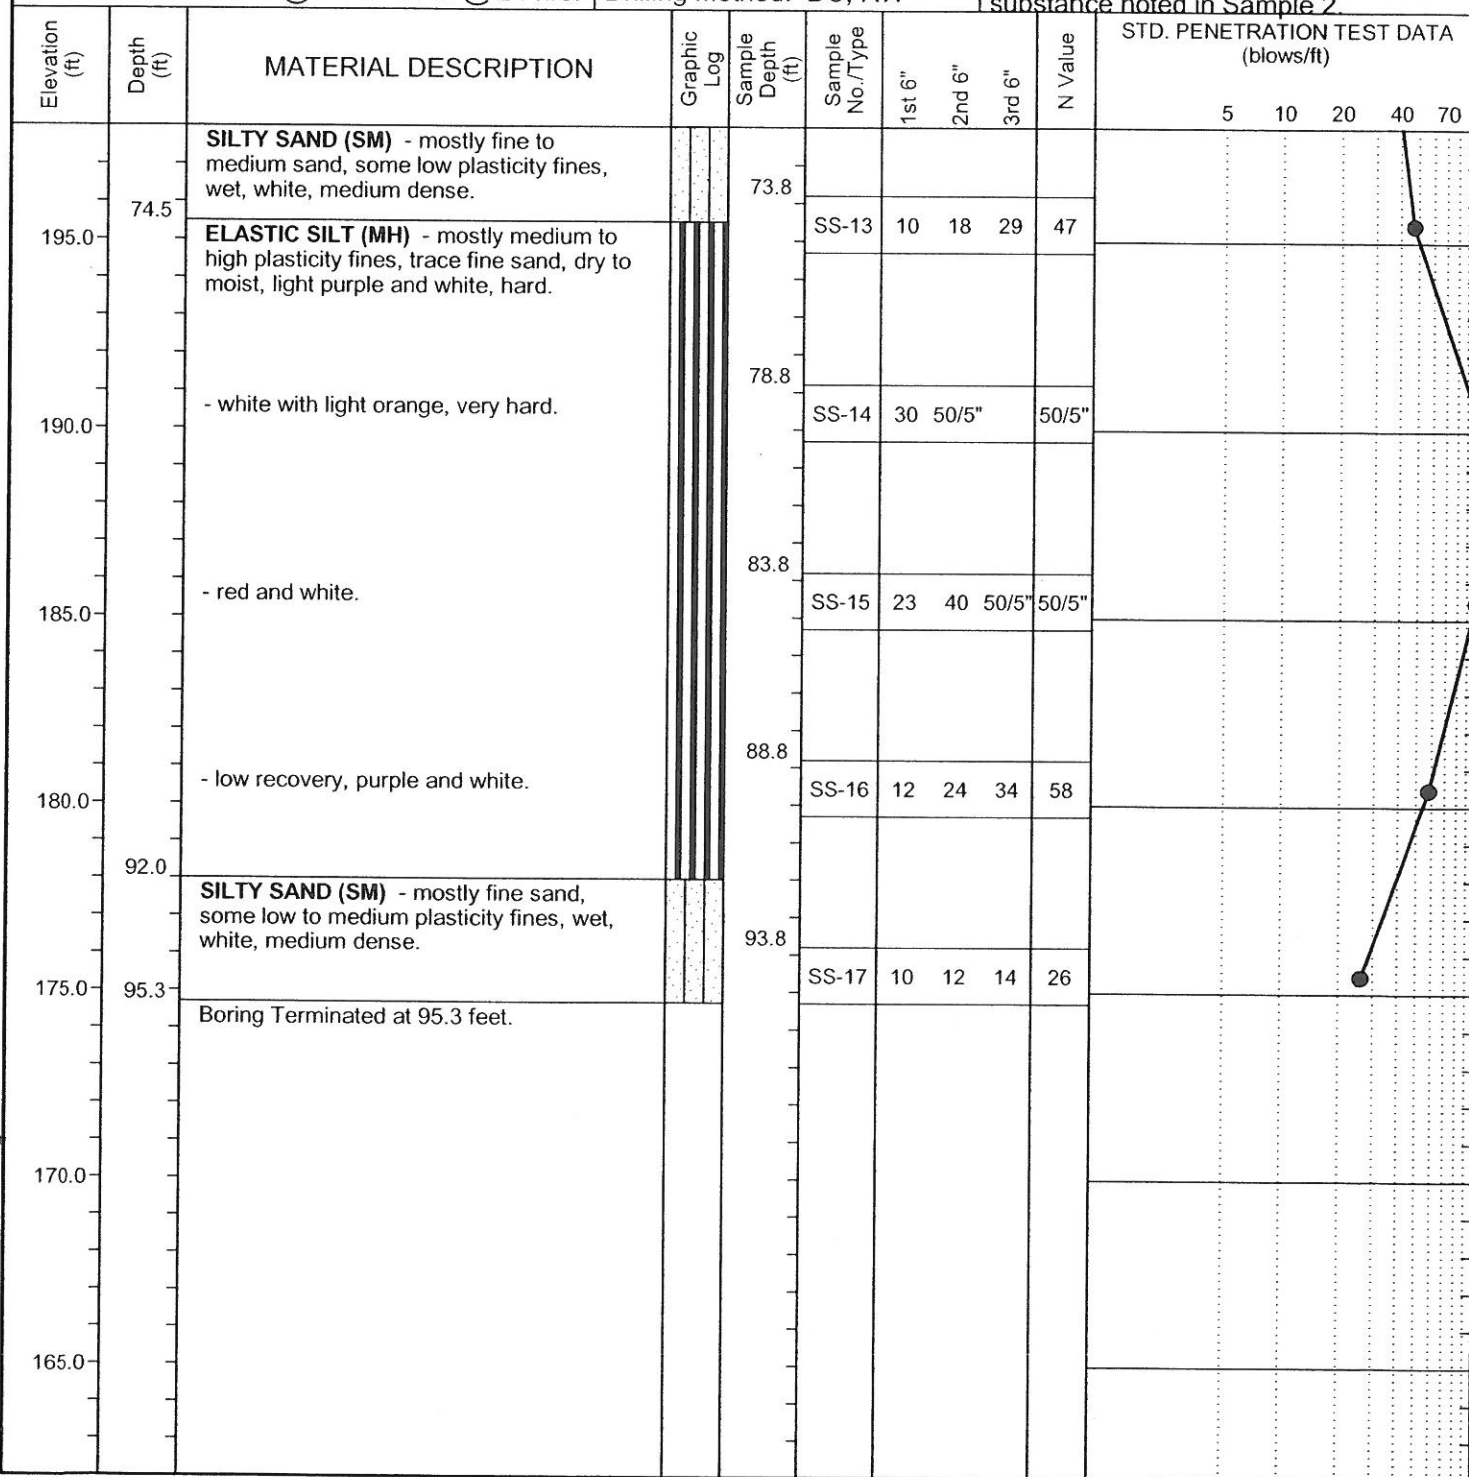 substance noted in Sample 2.
Elevation (ft)
Depth (ft)
MATERIAL DESCRIPTION
Graphic Log
Sample Depth (ft)
Sample No./Type
1st 6"
2nd 6"
3rd 6"
N Value
STD. PENETRATION TEST DATA
(blows/ft)
5 10 20 40 70
SILTY SAND (SM) - mostly fine to
medium sand, some low plasticity fines,
wet, white, medium dense.
73.8
74.5
195.0
ELASTIC SILT (MH) - mostly medium to
high plasticity fines, trace fine sand, dry to
moist, light purple and white, hard.
SS-13 10 18 29 47
78.8
- white with light orange, very hard.
190.0
SS-14 30 50/5" 50/5"
83.8
- red and white.
185.0
SS-15 23 40 50/5" 50/5"
88.8
- low recovery, purple and white.
180.0
SS-16 12 24 34 58
92.0
SILTY SAND (SM) - mostly fine sand,
some low to medium plasticity fines, wet,
white, medium dense.
93.8
175.0
95.3
SS-17 10 12 14 26
Boring Terminated at 95.3 feet.
170.0
165.0